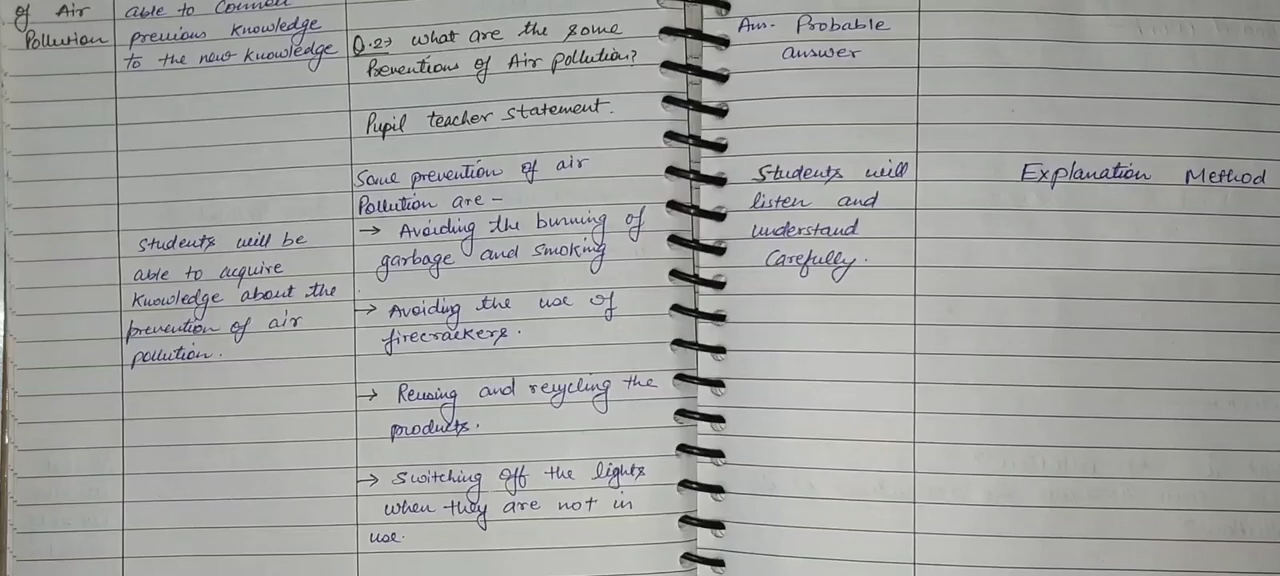 of Air
Pollution
able to connect
previous knowledge
to the new knowledge
Students will be
able to acquire
knowledge about the
prevention of air
pollution.
Q.2→ what are the some
Preventions of Air pollution?
Pupil teacher statement.
Some prevention of air
Pollution are -
→ Avoiding the burning of
garbage and smoking
→ Avoiding the use of
firecrackers.
→ Reusing and recycling the
products.
→ Switching off the lights
when they are not in
use.
Ans- Probable
answer
Students will
listen and
understand
Carefully.
Explanation Method